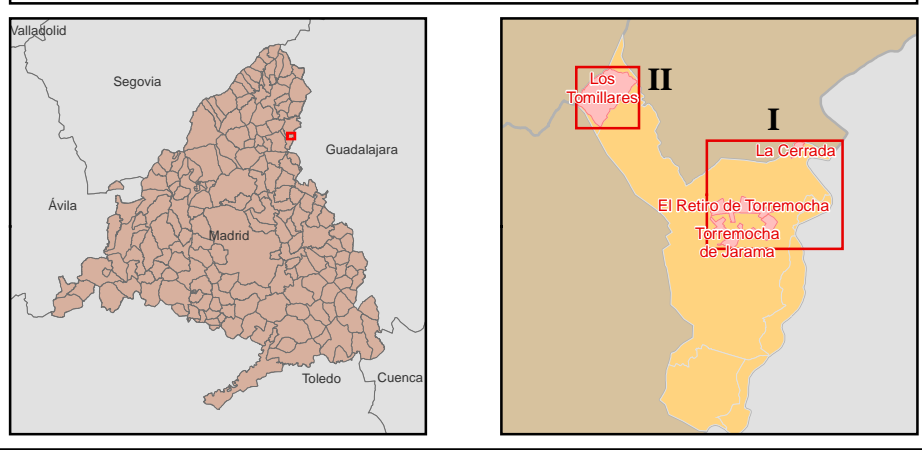 Valladolid
Segovia
Guadalajara
Ávila
Madrid
Toledo
Cuenca
Los
Tomillares
II
I
La Cerrada
El Retiro de Torremocha
Torremocha
de Jarama